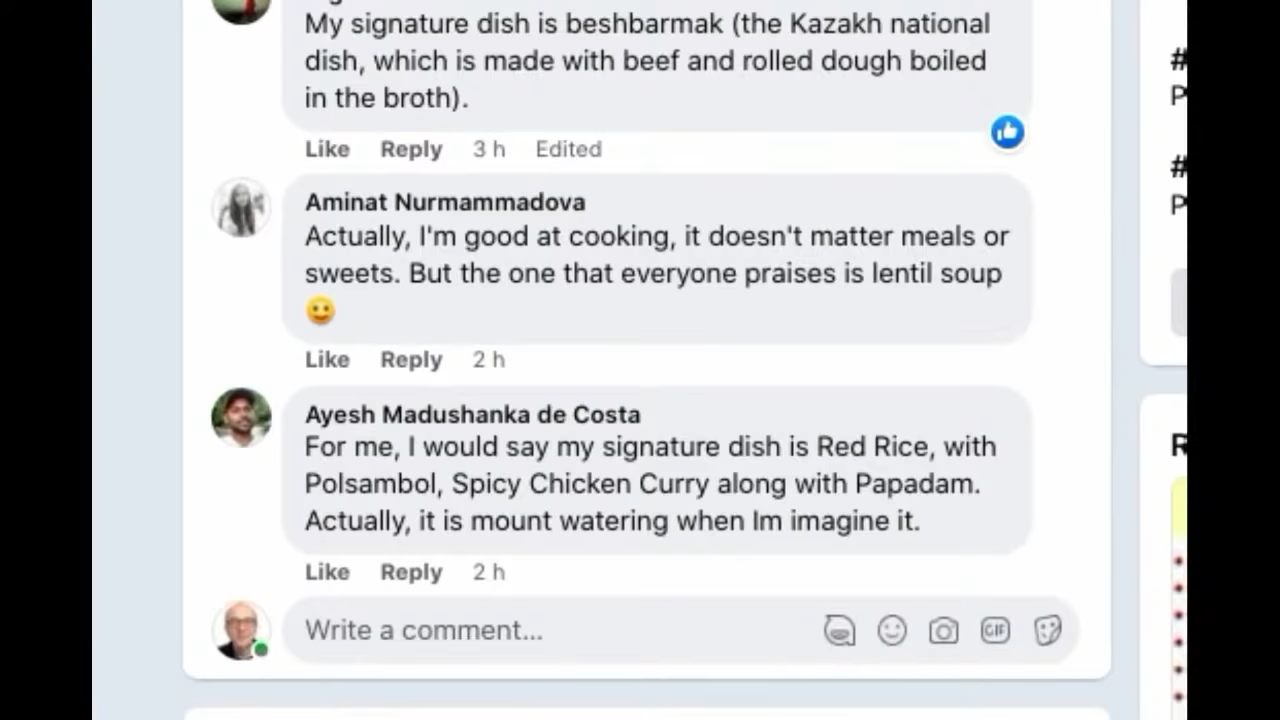 My signature dish is beshbarmak (the Kazakh national
dish, which is made with beef and rolled dough boiled
in the broth).
Like Reply 3 h Edited
Aminat Nurmammadova
Actually, I'm good at cooking, it doesn't matter meals or
sweets. But the one that everyone praises is lentil soup
😀
Like Reply 2 h
Ayesh Madushanka de Costa
For me, I would say my signature dish is Red Rice, with
Polsambol, Spicy Chicken Curry along with Papadam.
Actually, it is mount watering when Im imagine it.
Like Reply 2 h
Write a comment...
GIF
#
P
#
P
R